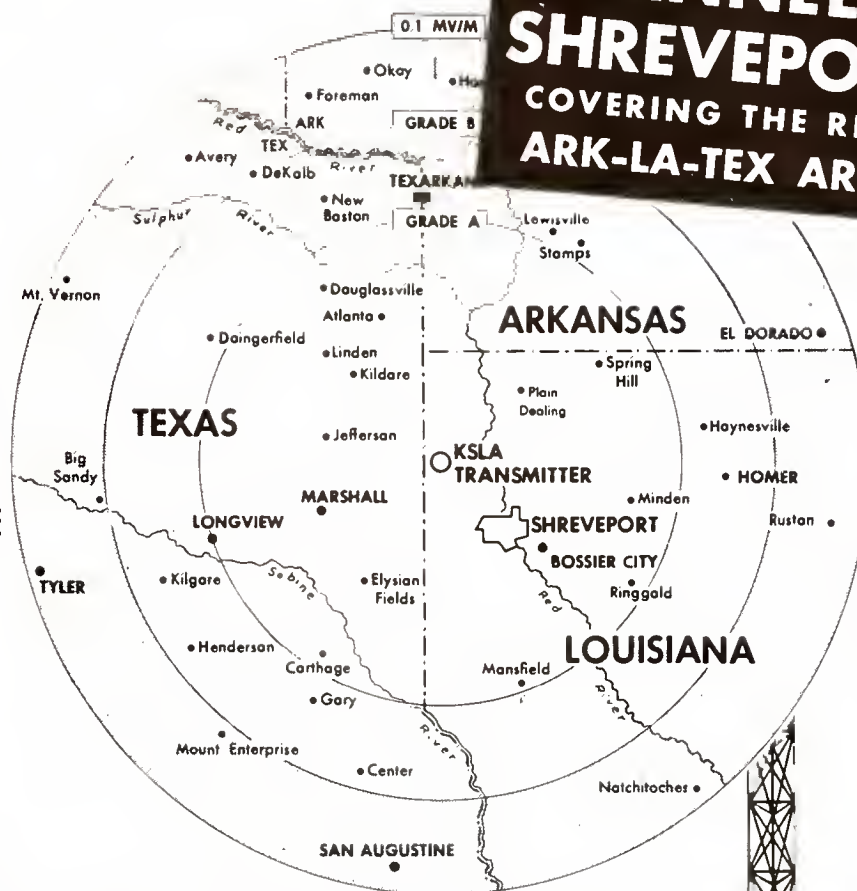 SHREVEPO
COVERING THE R
ARK-LA-TEX AR
0.1 MV/M
Okay
Foreman
Red
ARK
GRADE B
TEX
River
Avery
DeKalb
TEXARKAN
New
Boston
GRADE A
Lewisville
Stamps
Sulphur
River
Mt. Vernon
Douglassville
Atlanta
ARKANSAS
EL DORADO
Daingerfield
Linden
Kildare
Spring
Hill
Plain
Dealing
TEXAS
Jefferson
Haynesville
KSLA
TRANSMITTER
HOMER
Big
Sandy
MARSHALL
Minden
LONGVIEW
SHREVEPORT
Ruston
BOSSIER CITY
TYLER
Kilgore
Sabine
Elysian
Fields
Red
Ringgold
Henderson
Carthage
LOUISIANA
Mansfield
Gary
River
River
Mount Enterprise
Center
Natchitoches
SAN AUGUSTINE